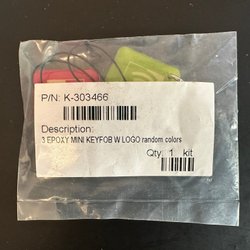 P/N: K-303466
Description:
3 EPOXY MINI KEYFOB W LOGO random colors
Qty 1 kit